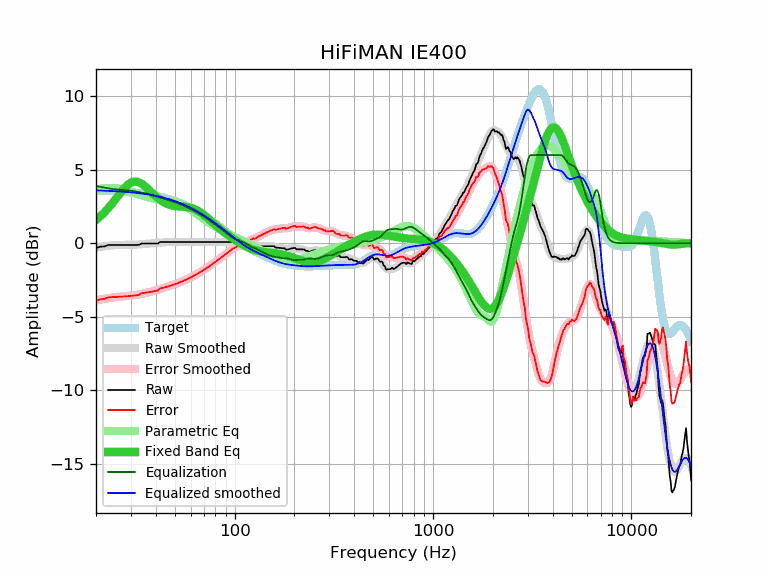 HiFiMAN IE400
Amplitude (dBr)
10
5
0
−5
−10
−15
Target
Raw Smoothed
Error Smoothed
Raw
Error
Parametric Eq
Fixed Band Eq
Equalization
Equalized smoothed
100
1000
10000
Frequency (Hz)